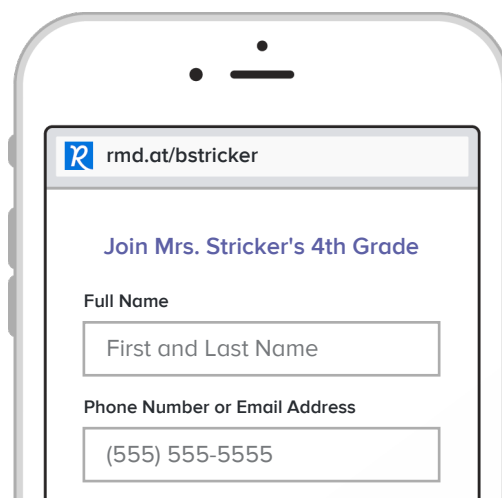 rmd.at/bstricker
Join Mrs. Stricker's 4th Grade
Full Name
First and Last Name
Phone Number or Email Address
(555) 555-5555